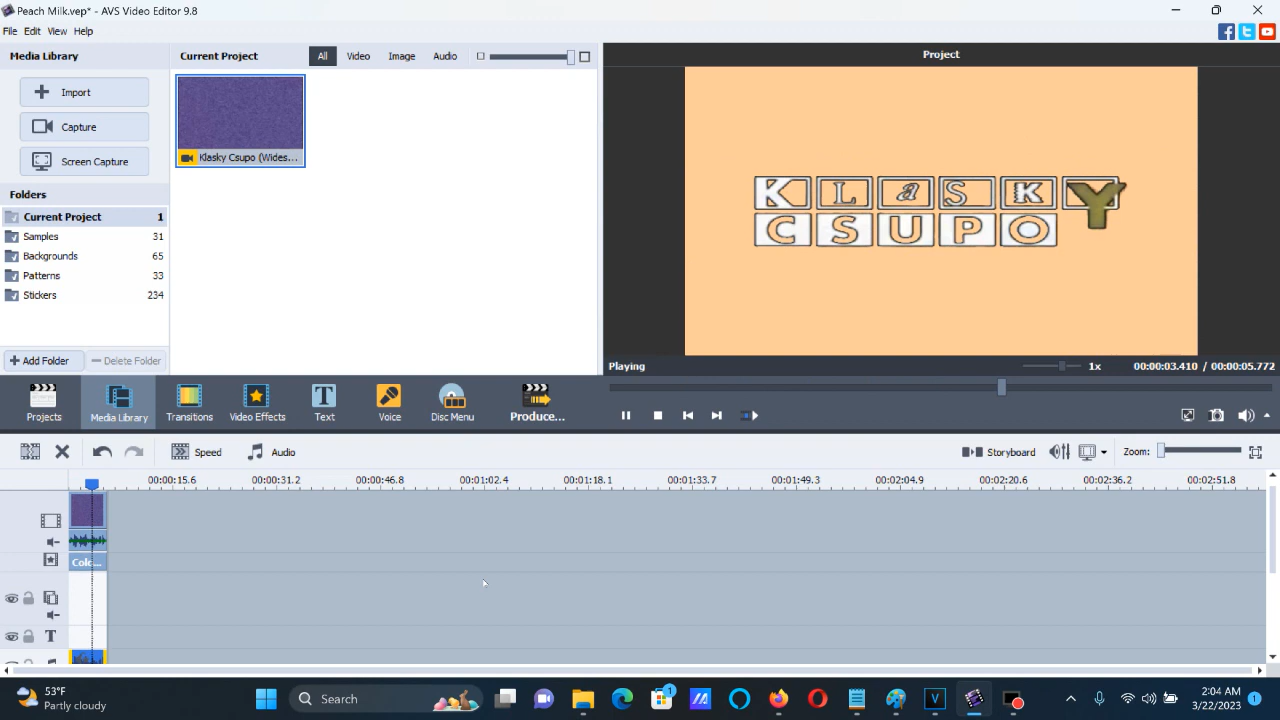 Peach Milk.vep* - AVS Video Editor 9.8
File Edit View Help
Media Library
Current Project
All
Video
Image
Audio
Project
Import
Capture
Screen Capture
Klasky Csupo (Wides...
KLaSKY
CSUPO
Folders
Current Project 1
Samples 31
Backgrounds 65
Patterns 33
Stickers 234
+ Add Folder
Delete Folder
Playing
1x
00:00:03.410 / 00:00:05.772
Projects
Media Library
Transitions
Video Effects
Text
Voice
Disc Menu
Produce...
Speed
Audio
Storyboard
Zoom:
00:00:15.6 00:00:31.2 00:00:46.8 00:01:02.4 00:01:18.1 00:01:33.7 00:01:49.3 00:02:04.9 00:02:20.6 00:02:36.2 00:02:51.8
Colo...
T
53°F
Partly cloudy
Search
1
V
2:04 AM
3/22/2023
1